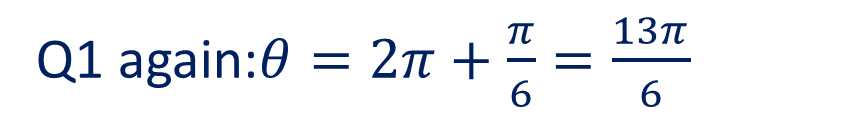 Q1 again:𝜃 = 2𝜋 + 𝜋/6 = 13𝜋/6